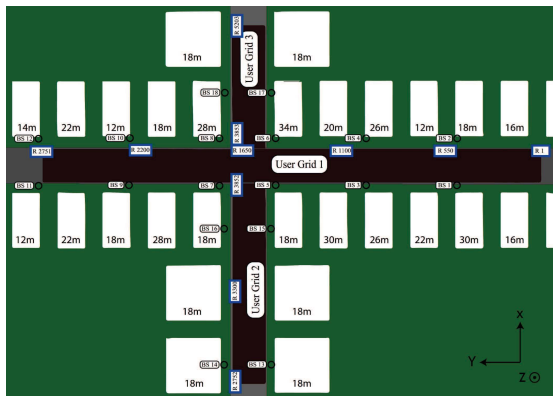 R 5203
18m
User Grid 3
18m
BS 18
BS 17
14m
22m
12m
18m
28m
34m
20m
26m
12m
18m
16m
BS 12
BS 10
BS 8
R 3853
BS 6
BS 4
BS 2
R 2751
R 2200
R 1650
R 1100
R 550
R 1
User Grid 1
BS 11
BS 9
BS 7
R 3852
BS 5
BS 3
BS 1
12m
22m
18m
28m
18m
BS 16
BS 15
18m
30m
26m
22m
30m
16m
18m
R 3300
User Grid 2
18m
X
Y
Z
BS 14
BS 13
18m
R 2752
18m